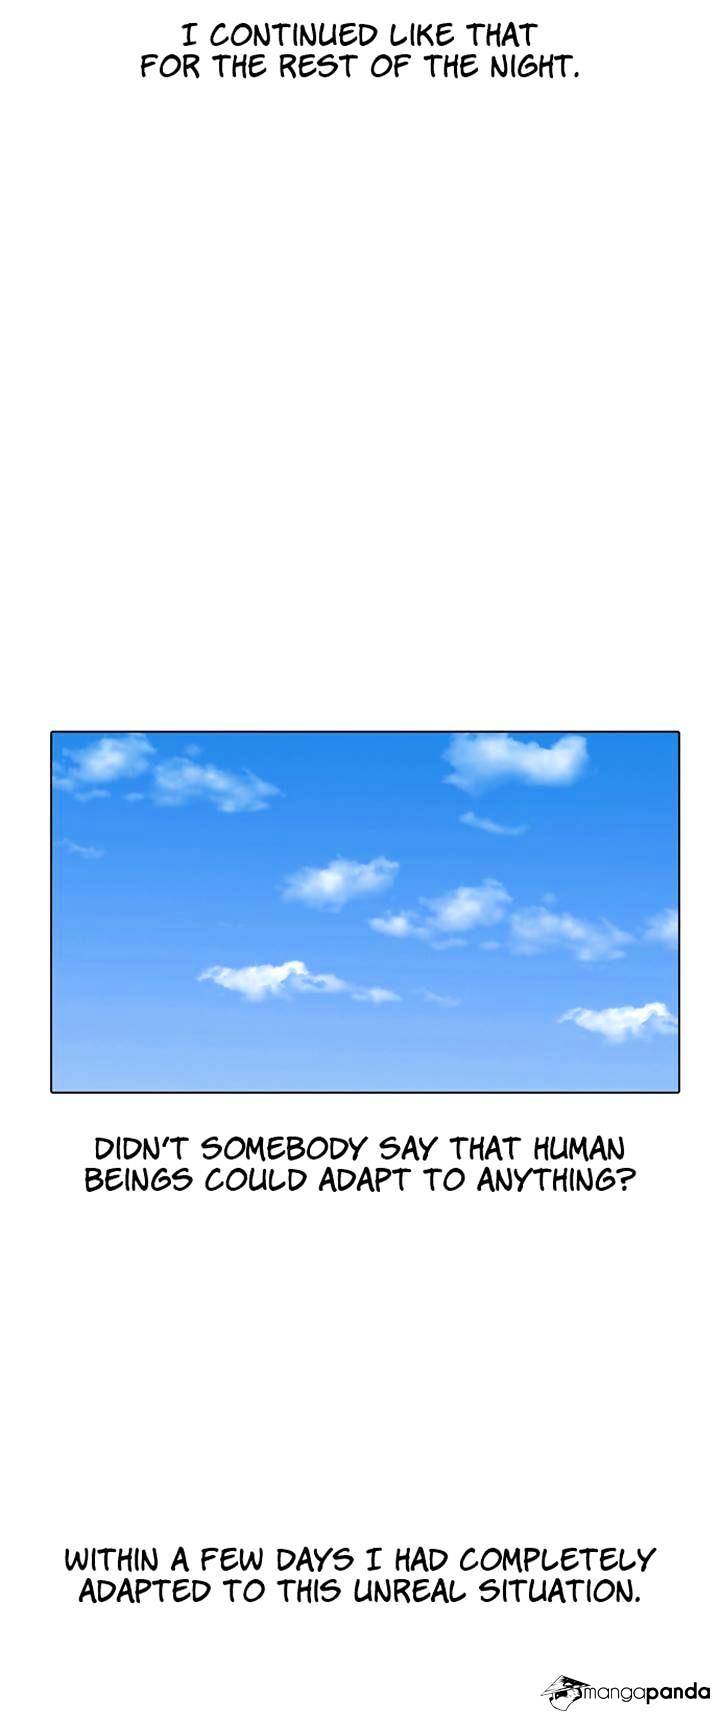 I CONTINUED LIKE THAT
FOR THE REST OF THE NIGHT.
DIDN'T SOMEBODY SAY THAT HUMAN
BEINGS COULD ADAPT TO ANYTHING?
WITHIN A FEW DAYS I HAD COMPLETELY
ADAPTED TO THIS UNREAL SITUATION.
mangapanda